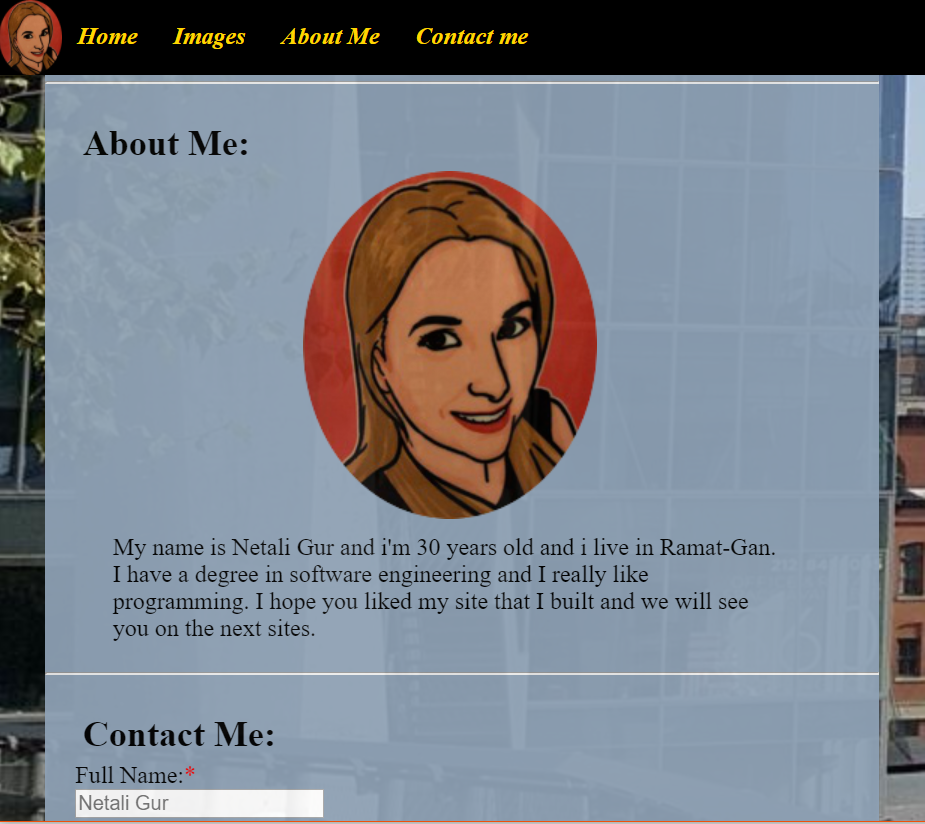 Home Images About Me Contact me
About Me:
My name is Netali Gur and i'm 30 years old and i live in Ramat-Gan.
I have a degree in software engineering and I really like
programming. I hope you liked my site that I built and we will see
you on the next sites.
Contact Me:
Full Name:*
Netali Gur